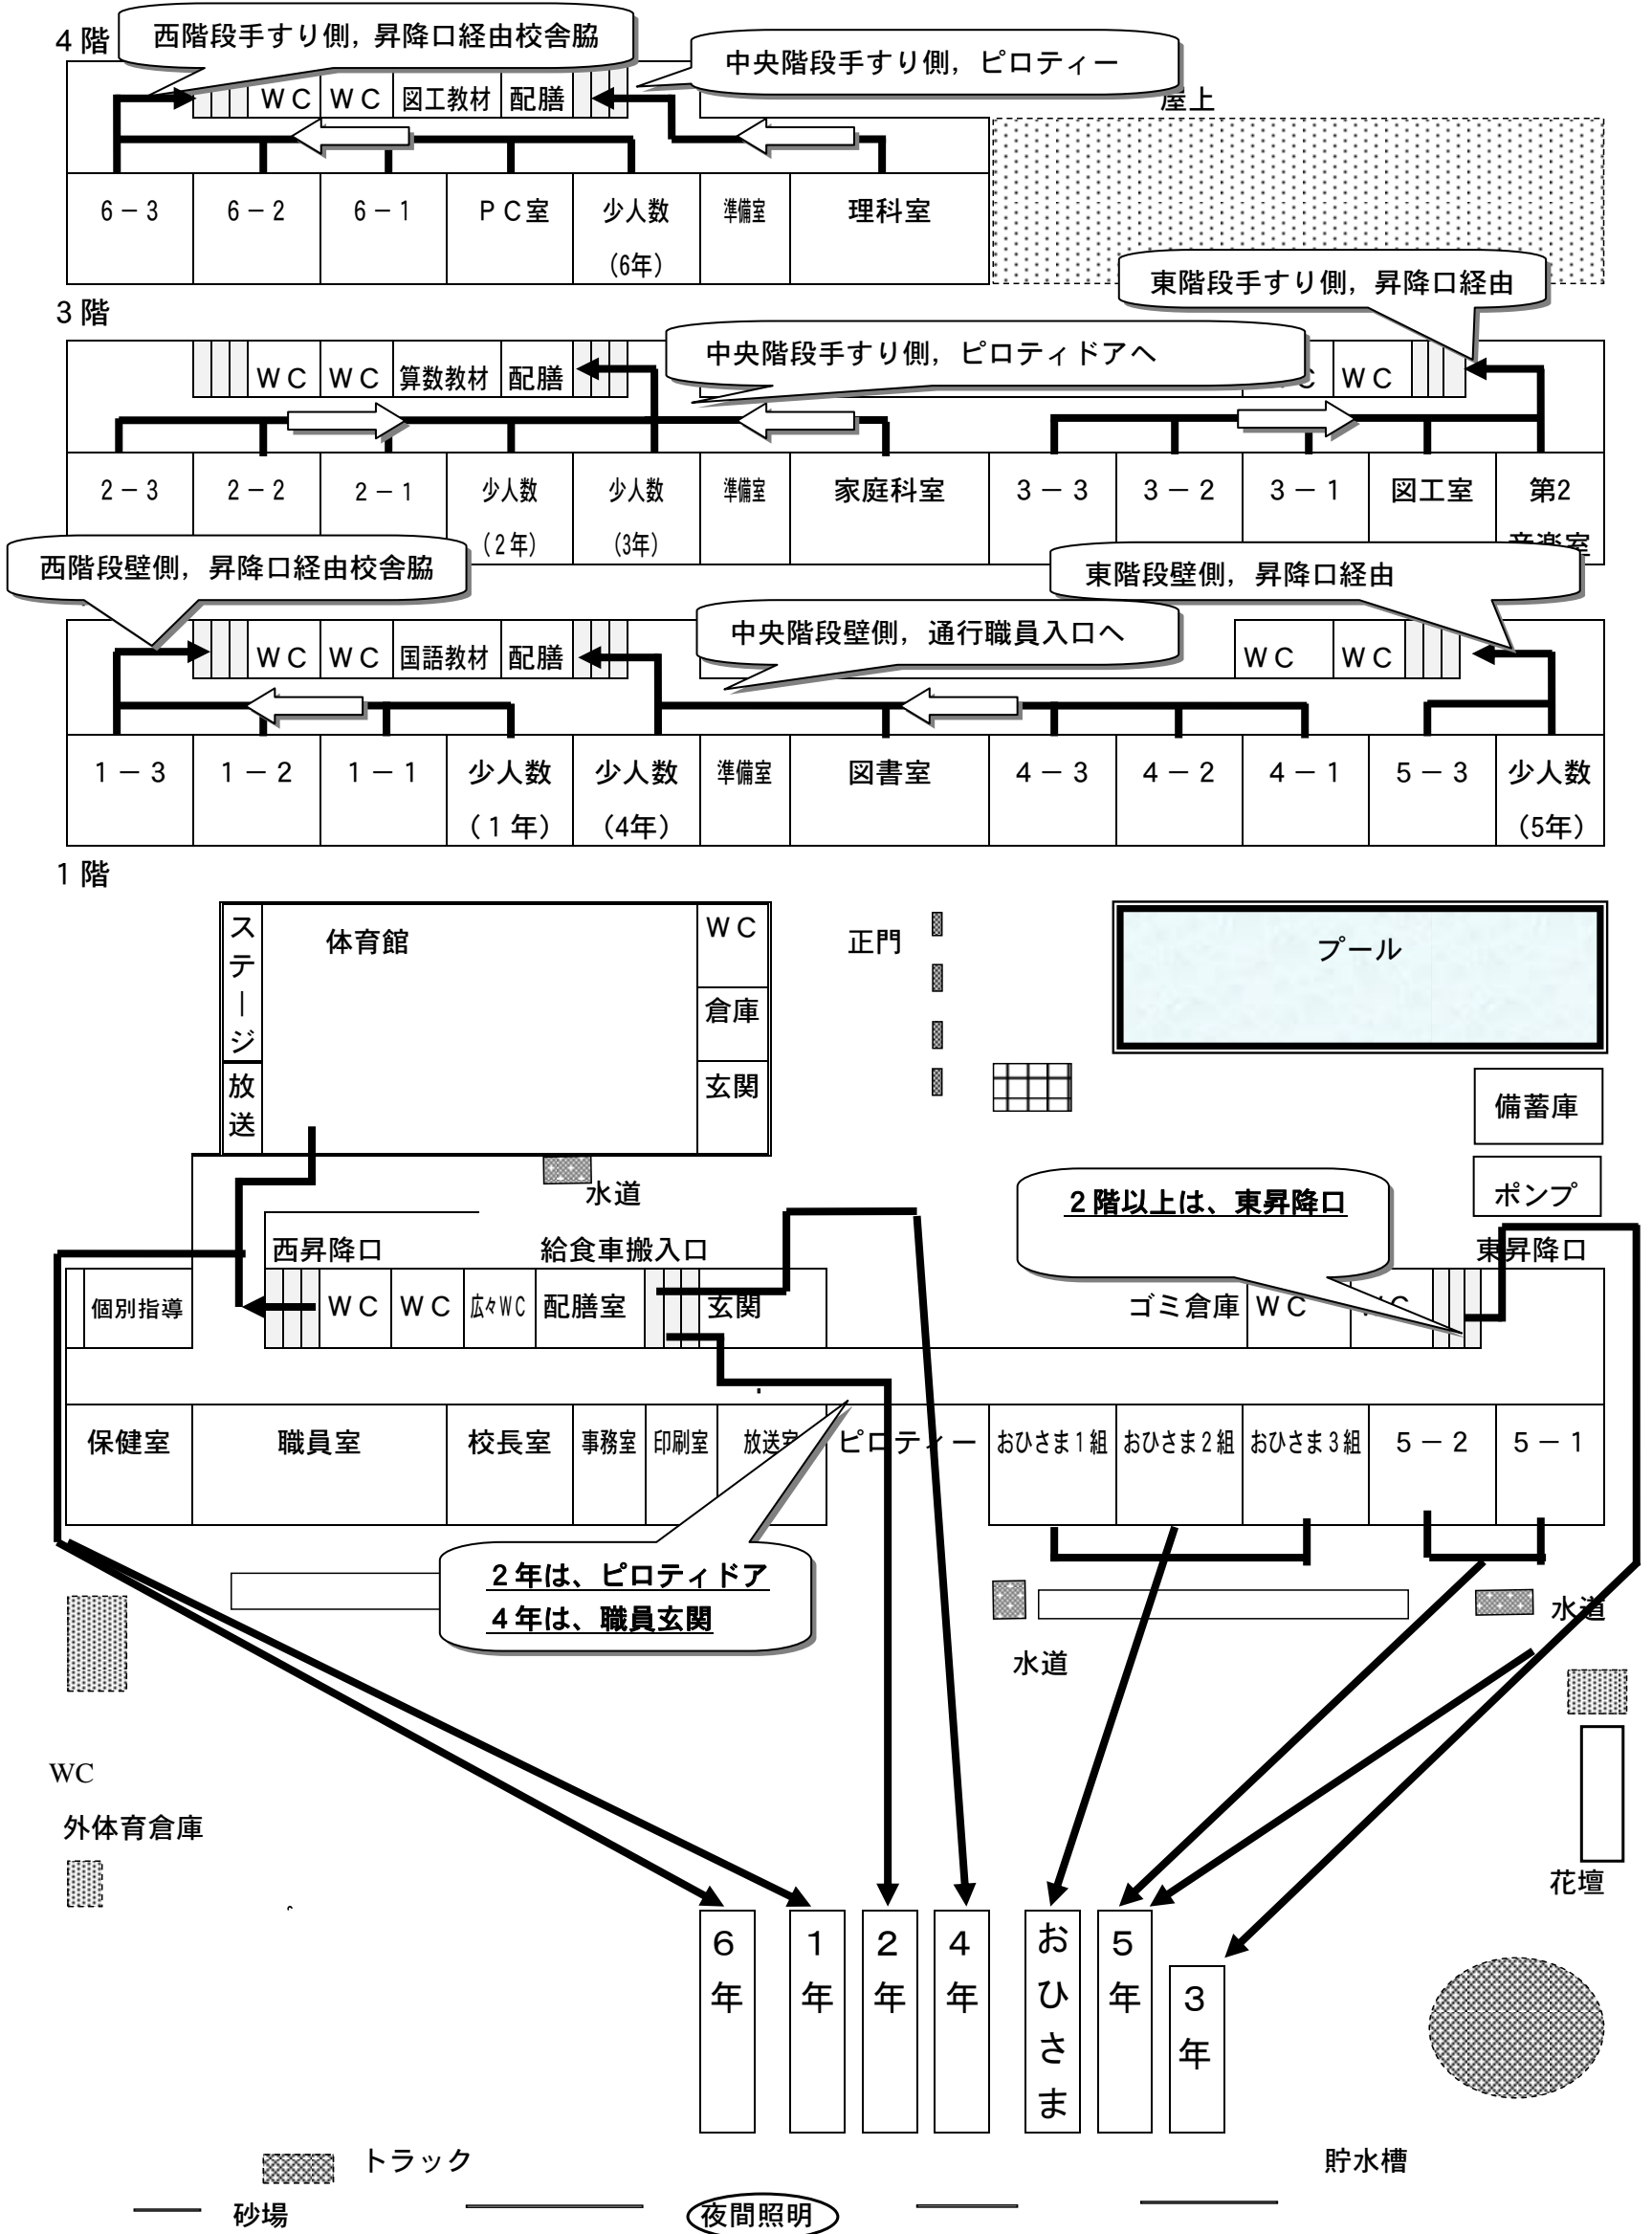 4階
西階段手すり側，昇降口経由校舎脇
中央階段手すり側，ピロティー
ＷＣ ＷＣ 図工教材 配膳
屋上
6－3 6－2 6－1 ＰＣ室 少人数 準備室 理科室
(6年)
東階段手すり側，昇降口経由
3階
中央階段手すり側，ピロティドアへ
ＷＣ ＷＣ 算数教材 配膳 ＷＣ
2－3 2－2 2－1 少人数 少人数 準備室 家庭科室 3－3 3－2 3－1 図工室 第2
（2年） (3年) 音楽室
西階段壁側，昇降口経由校舎脇
東階段壁側，昇降口経由
中央階段壁側，通行職員入口へ
ＷＣ ＷＣ 国語教材 配膳 ＷＣ ＷＣ
1－3 1－2 1－1 少人数 少人数 準備室 図書室 4－3 4－2 4－1 5－3 少人数
（1年） （4年） （5年）
1階
ステージ
体育館
ＷＣ
正門
プール
倉庫
放送
玄関
備蓄庫
水道
2階以上は、東昇降口
ポンプ
西昇降口 給食車搬入口 東昇降口
個別指導 ＷＣ ＷＣ 広々WC 配膳室 玄関 ゴミ倉庫 ＷＣ
保健室 職員室 校長室 事務室 印刷室 放送室 ピロティー おひさま1組 おひさま2組 おひさま3組 5－2 5－1
2年は、ピロティドア
4年は、職員玄関
水道
水道
WC
外体育倉庫
花壇
6年
1年
2年
4年
おひさま
5年
3年
トラック 貯水槽
砂場 夜間照明